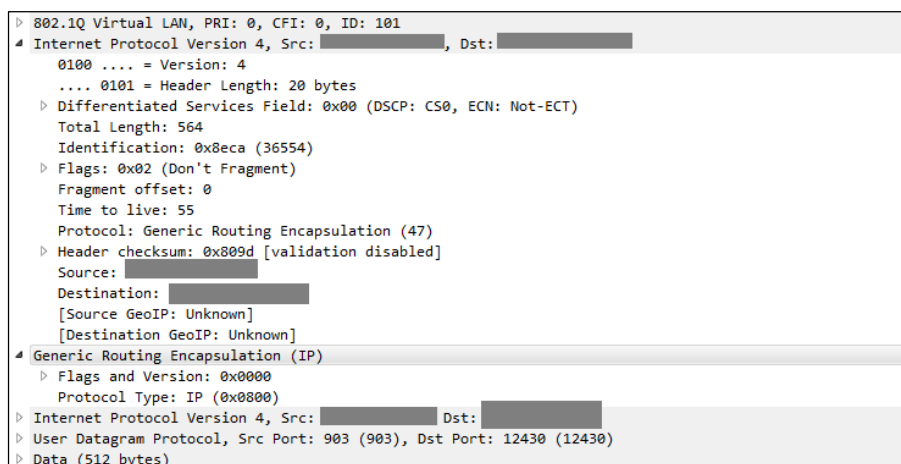 802.1Q Virtual LAN, PRI: 0, CFI: 0, ID: 101
Internet Protocol Version 4, Src: , Dst:
0100 .... = Version: 4
.... 0101 = Header Length: 20 bytes
Differentiated Services Field: 0x00 (DSCP: CS0, ECN: Not-ECT)
Total Length: 564
Identification: 0x8eca (36554)
Flags: 0x02 (Don't Fragment)
Fragment offset: 0
Time to live: 55
Protocol: Generic Routing Encapsulation (47)
Header checksum: 0x809d [validation disabled]
Source:
Destination:
[Source GeoIP: Unknown]
[Destination GeoIP: Unknown]
Generic Routing Encapsulation (IP)
Flags and Version: 0x0000
Protocol Type: IP (0x0800)
Internet Protocol Version 4, Src: Dst:
User Datagram Protocol, Src Port: 903 (903), Dst Port: 12430 (12430)
Data (512 bytes)